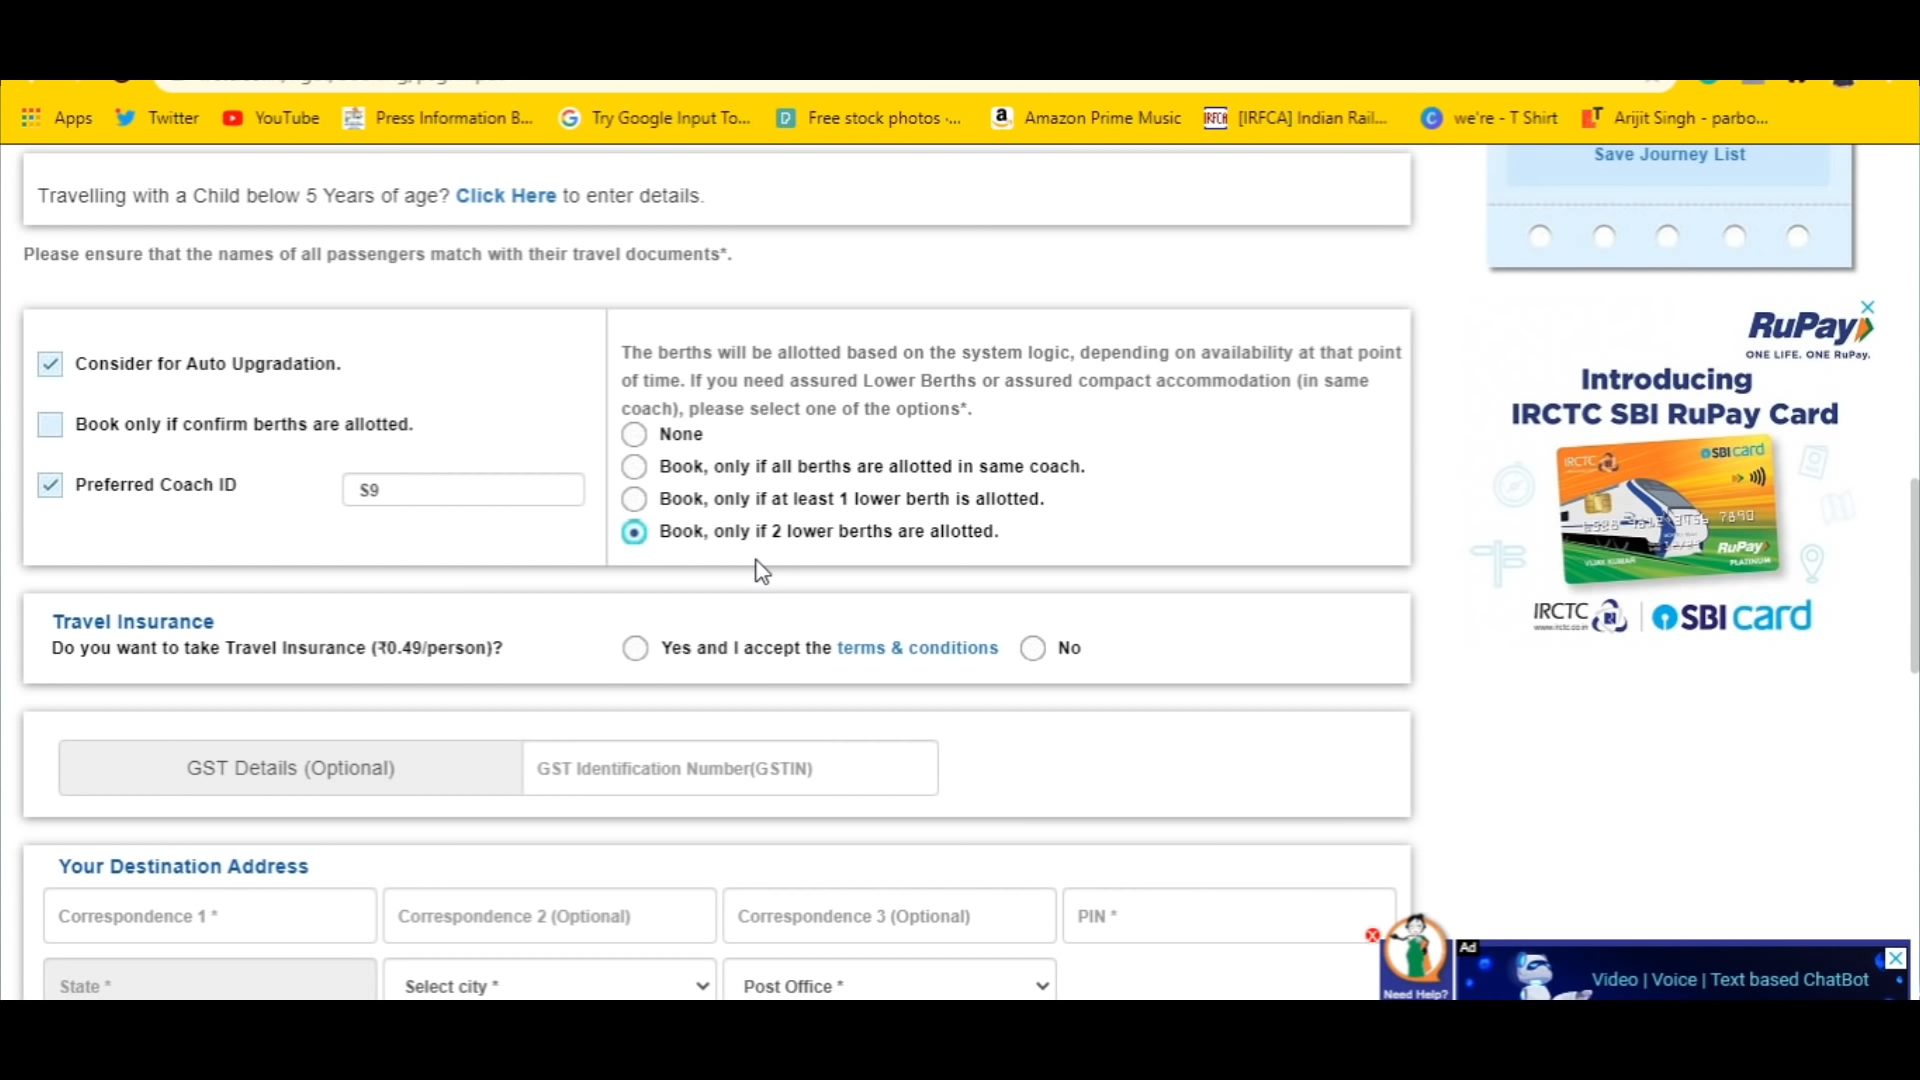 Apps
Twitter
YouTube
Press Information B...
Try Google Input To...
Free stock photos -...
Amazon Prime Music
IRFCA
[IRFCA] Indian Rail...
we're - T Shirt
Arijit Singh - parbo...
Save Journey List
Travelling with a Child below 5 Years of age? Click Here to enter details.
Please ensure that the names of all passengers match with their travel documents*.
Consider for Auto Upgradation.
Book only if confirm berths are allotted.
Preferred Coach ID
S9
The berths will be allotted based on the system logic, depending on availability at that point
of time. If you need assured Lower Berths or assured compact accommodation (in same
coach), please select one of the options*.
None
Book, only if all berths are allotted in same coach.
Book, only if at least 1 lower berth is allotted.
Book, only if 2 lower berths are allotted.
RuPay
ONE LIFE. ONE RuPay.
Introducing
IRCTC SBI RuPay Card
IRCTC
SBI card
7890
VIJAY KUMAR
RuPay
PLATINUM
IRCTC
www.irctc.co.in
SBI card
Travel Insurance
Do you want to take Travel Insurance (₹0.49/person)?
Yes and I accept the terms & conditions
No
GST Details (Optional)
GST Identification Number(GSTIN)
Your Destination Address
Correspondence 1 *
Correspondence 2 (Optional)
Correspondence 3 (Optional)
PIN *
State *
Select city *
Post Office *
Need Help?
Ad
Video | Voice | Text based ChatBot